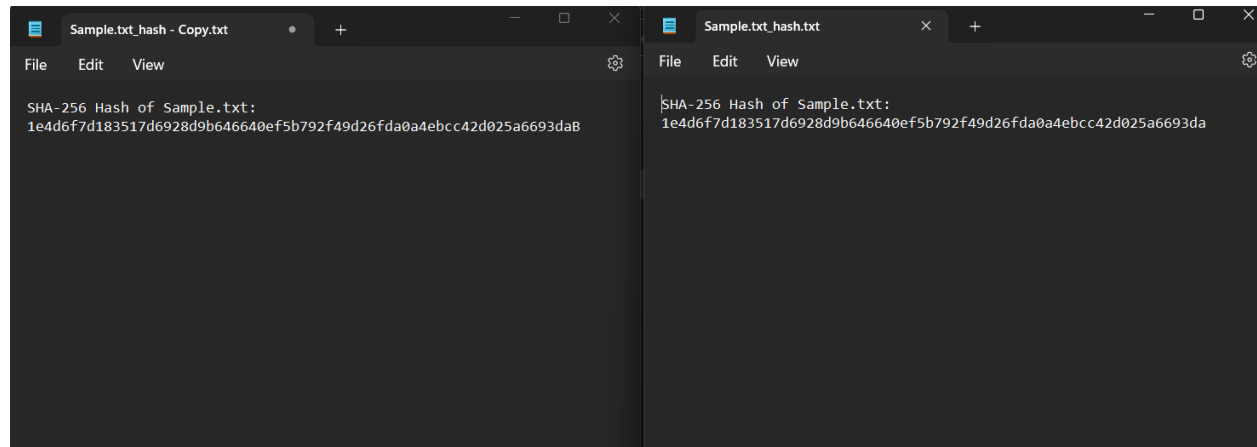 Sample.txt_hash - Copy.txt
File Edit View
SHA-256 Hash of Sample.txt:
1e4d6f7d183517d6928d9b646640ef5b792f49d26fda0a4ebcc42d025a6693daB
Sample.txt_hash.txt
File Edit View
SHA-256 Hash of Sample.txt:
1e4d6f7d183517d6928d9b646640ef5b792f49d26fda0a4ebcc42d025a6693da